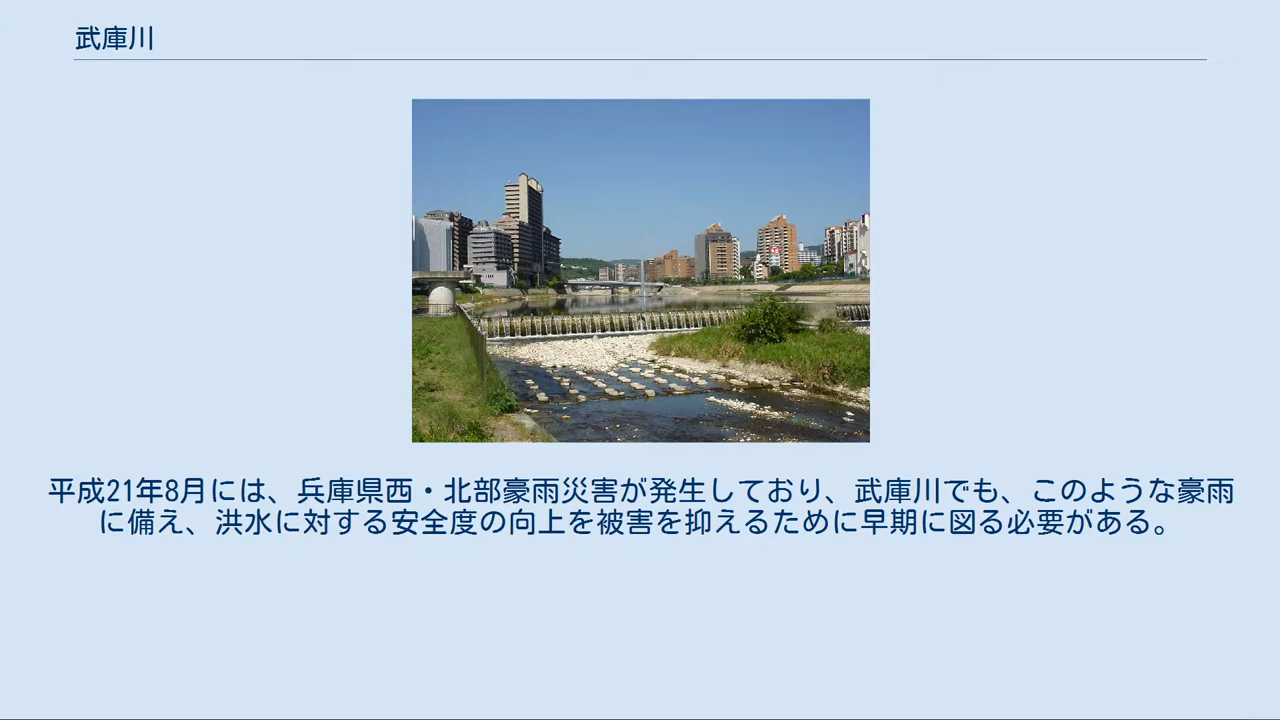 武庫川
平成21年8月には、兵庫県西・北部豪雨災害が発生しており、武庫川でも、このような豪雨
に備え、洪水に対する安全度の向上を被害を抑えるために早期に図る必要がある。